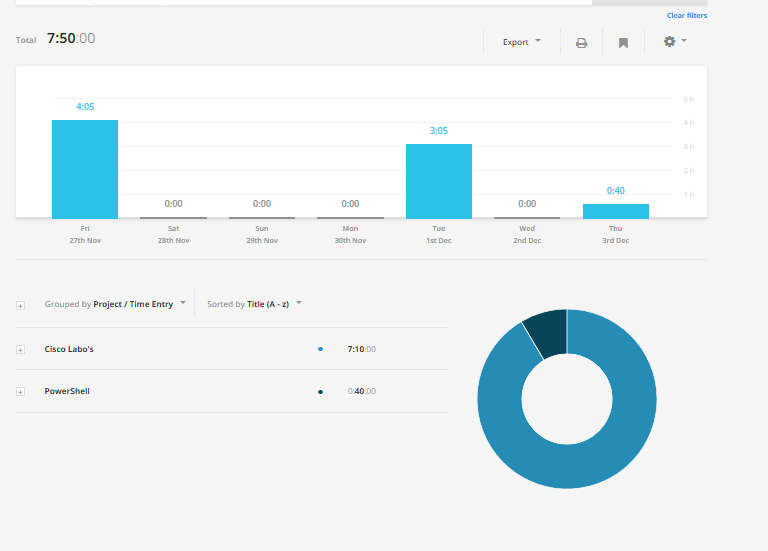 Clear filters
Total 7:50:00
Export
5 h
4:05
4 h
3:05
3 h
2 h
0:40
1 h
0:00 0:00 0:00 0:00
Fri Sat Sun Mon Tue Wed Thu
27th Nov 28th Nov 29th Nov 30th Nov 1st Dec 2nd Dec 3rd Dec
Grouped by Project / Time Entry Sorted by Title (A - z)
Cisco Labo's 7:10:00
PowerShell 0:40:00